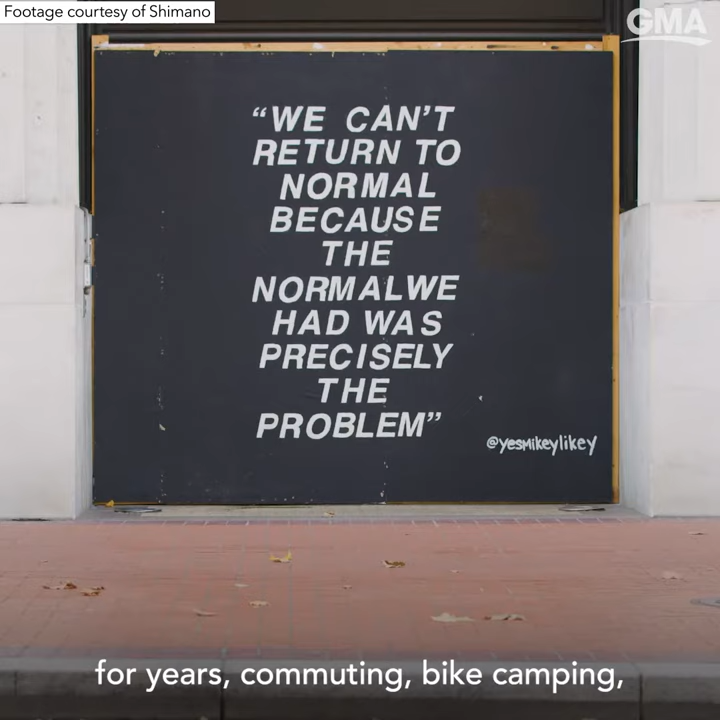 Footage courtesy of Shimano
GMA
“WE CAN’T
RETURN TO
NORMAL
BECAUSE
THE
NORMALWE
HAD WAS
PRECISELY
THE
PROBLEM”
@yesmikeylikey
for years, commuting, bike camping,